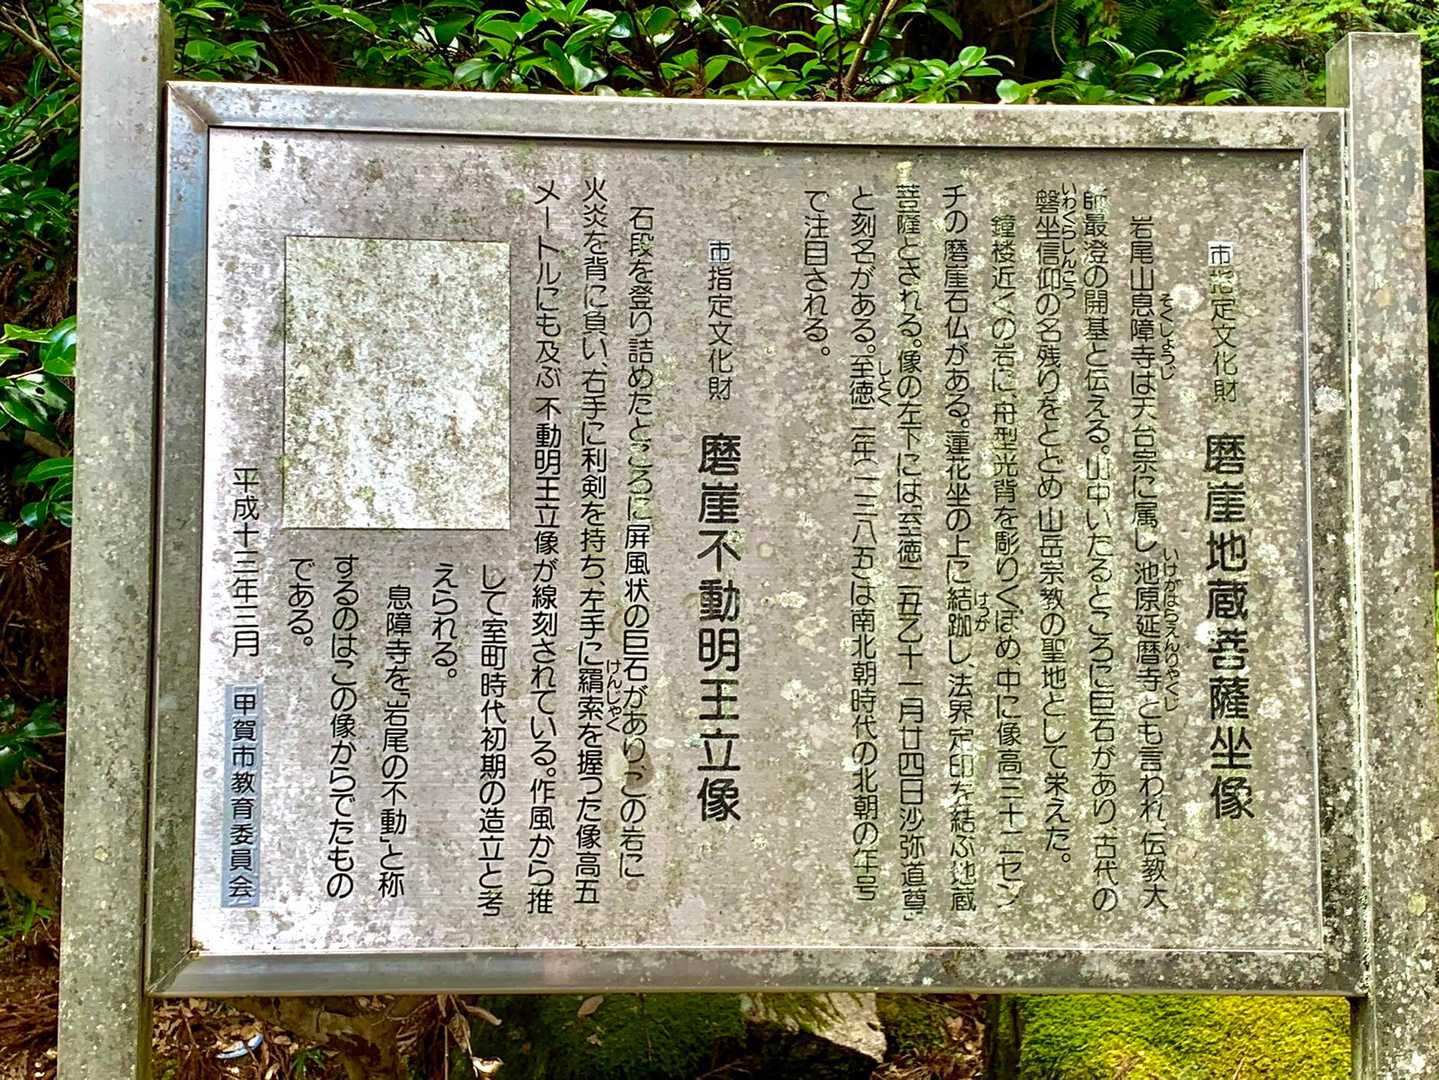 市指定文化財 磨崖地蔵菩薩坐像
岩尾山息障寺は天台宗に属し池原延暦寺とも言われ、伝教大
そくしょうじ
いけがはらえんりゃくじ
師最澄の開基と伝える。山中いたるところに巨石があり古代の
磐坐信仰の名残りをとどめ山岳宗教の聖地として栄えた。
いわくらしんこう
鐘楼近くの岩に、舟型光背を彫りくぼめ、中に像高三十二セン
チの磨崖石仏がある。蓮花坐の上に結跏し、法界定印を結ぶ地蔵
けっか
菩薩とされる。像の左下には、「至徳二五乙十一月廿四日沙弥道尊」
と刻名がある。至徳二年(一三八五)は南北朝時代の北朝の年号
しとく
で注目される。
市指定文化財 磨崖不動明王立像
石段を登り詰めたところに屏風状の巨石があり、この岩に
火炎を背に負い、右手に利剣を持ち、左手に羂索を握った像高五
けんじゃく
メートルにも及ぶ不動明王立像が線刻されている。作風から推
して室町時代初期の造立と考
えられる。
息障寺を「岩尾の不動」と称
するのはこの像からでたもの
である。
平成十三年三月 甲賀市教育委員会